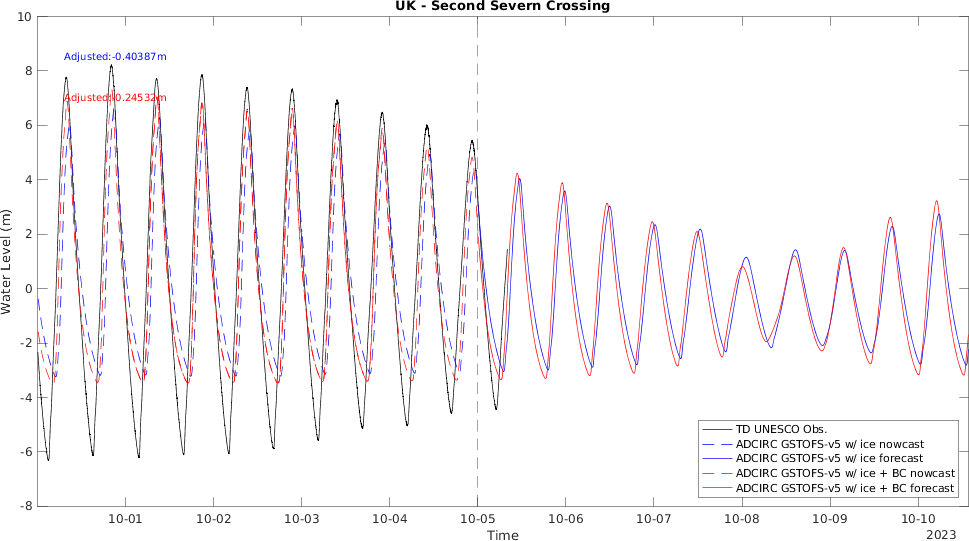 UK - Second Severn Crossing
10
8
6
4
2
0
-2
-4
-6
-8
Water Level (m)
Adjusted:-0.40387m
Adjusted:-0.24532m
TD UNESCO Obs.
ADCIRC GSTOFS-v5 w/ ice nowcast
ADCIRC GSTOFS-v5 w/ ice forecast
ADCIRC GSTOFS-v5 w/ ice + BC nowcast
ADCIRC GSTOFS-v5 w/ ice + BC forecast
10-01 10-02 10-03 10-04 10-05 10-06 10-07 10-08 10-09 10-10
Time
2023